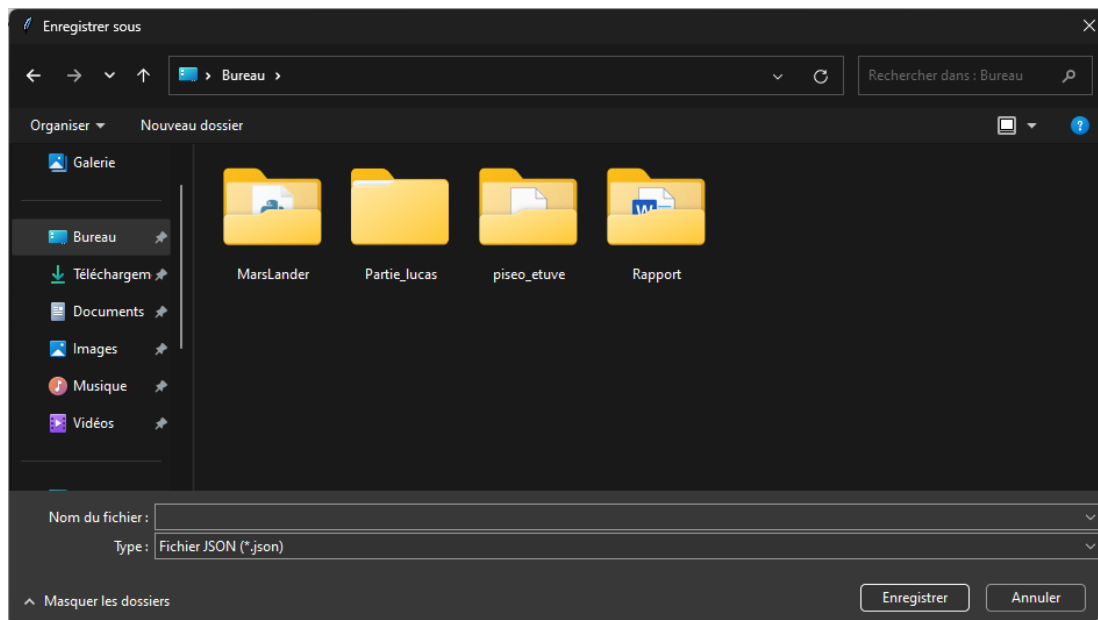 Enregistrer sous
Bureau
Rechercher dans : Bureau
Organiser
Nouveau dossier
Galerie
Bureau
Téléchargem
Documents
Images
Musique
Vidéos
MarsLander
Partie_lucas
piseo_etuve
Rapport
Nom du fichier :
Type : Fichier JSON (*.json)
Masquer les dossiers
Enregistrer
Annuler